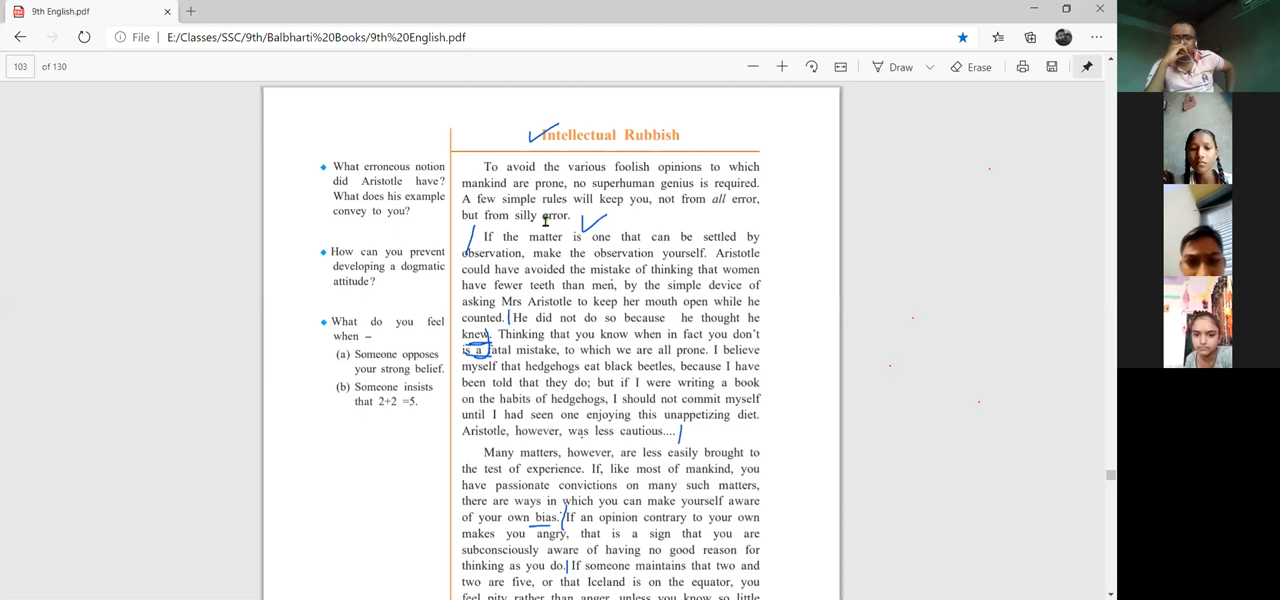 9th English.pdf
File
E:/Classes/SSC/9th/Balbharti%20Books/9th%20English.pdf
103 of 130
Draw
Erase
Intellectual Rubbish
What erroneous notion
did Aristotle have?
What does his example
convey to you?
How can you prevent
developing a dogmatic
attitude?
What do you feel
when –
(a) Someone opposes
your strong belief.
(b) Someone insists
that 2+2 =5.
To avoid the various foolish opinions to which
mankind are prone, no superhuman genius is required.
A few simple rules will keep you, not from all error,
but from silly error.
If the matter is one that can be settled by
observation, make the observation yourself. Aristotle
could have avoided the mistake of thinking that women
have fewer teeth than men, by the simple device of
asking Mrs Aristotle to keep her mouth open while he
counted. He did not do so because he thought he
knew. Thinking that you know when in fact you don't
is a fatal mistake, to which we are all prone. I believe
myself that hedgehogs eat black beetles, because I have
been told that they do; but if I were writing a book
on the habits of hedgehogs, I should not commit myself
until I had seen one enjoying this unappetizing diet.
Aristotle, however, was less cautious....
Many matters, however, are less easily brought to
the test of experience. If, like most of mankind, you
have passionate convictions on many such matters,
there are ways in which you can make yourself aware
of your own bias. If an opinion contrary to your own
makes you angry, that is a sign that you are
subconsciously aware of having no good reason for
thinking as you do. If someone maintains that two and
two are five, or that Iceland is on the equator, you
feel pity rather than anger, unless you know so little